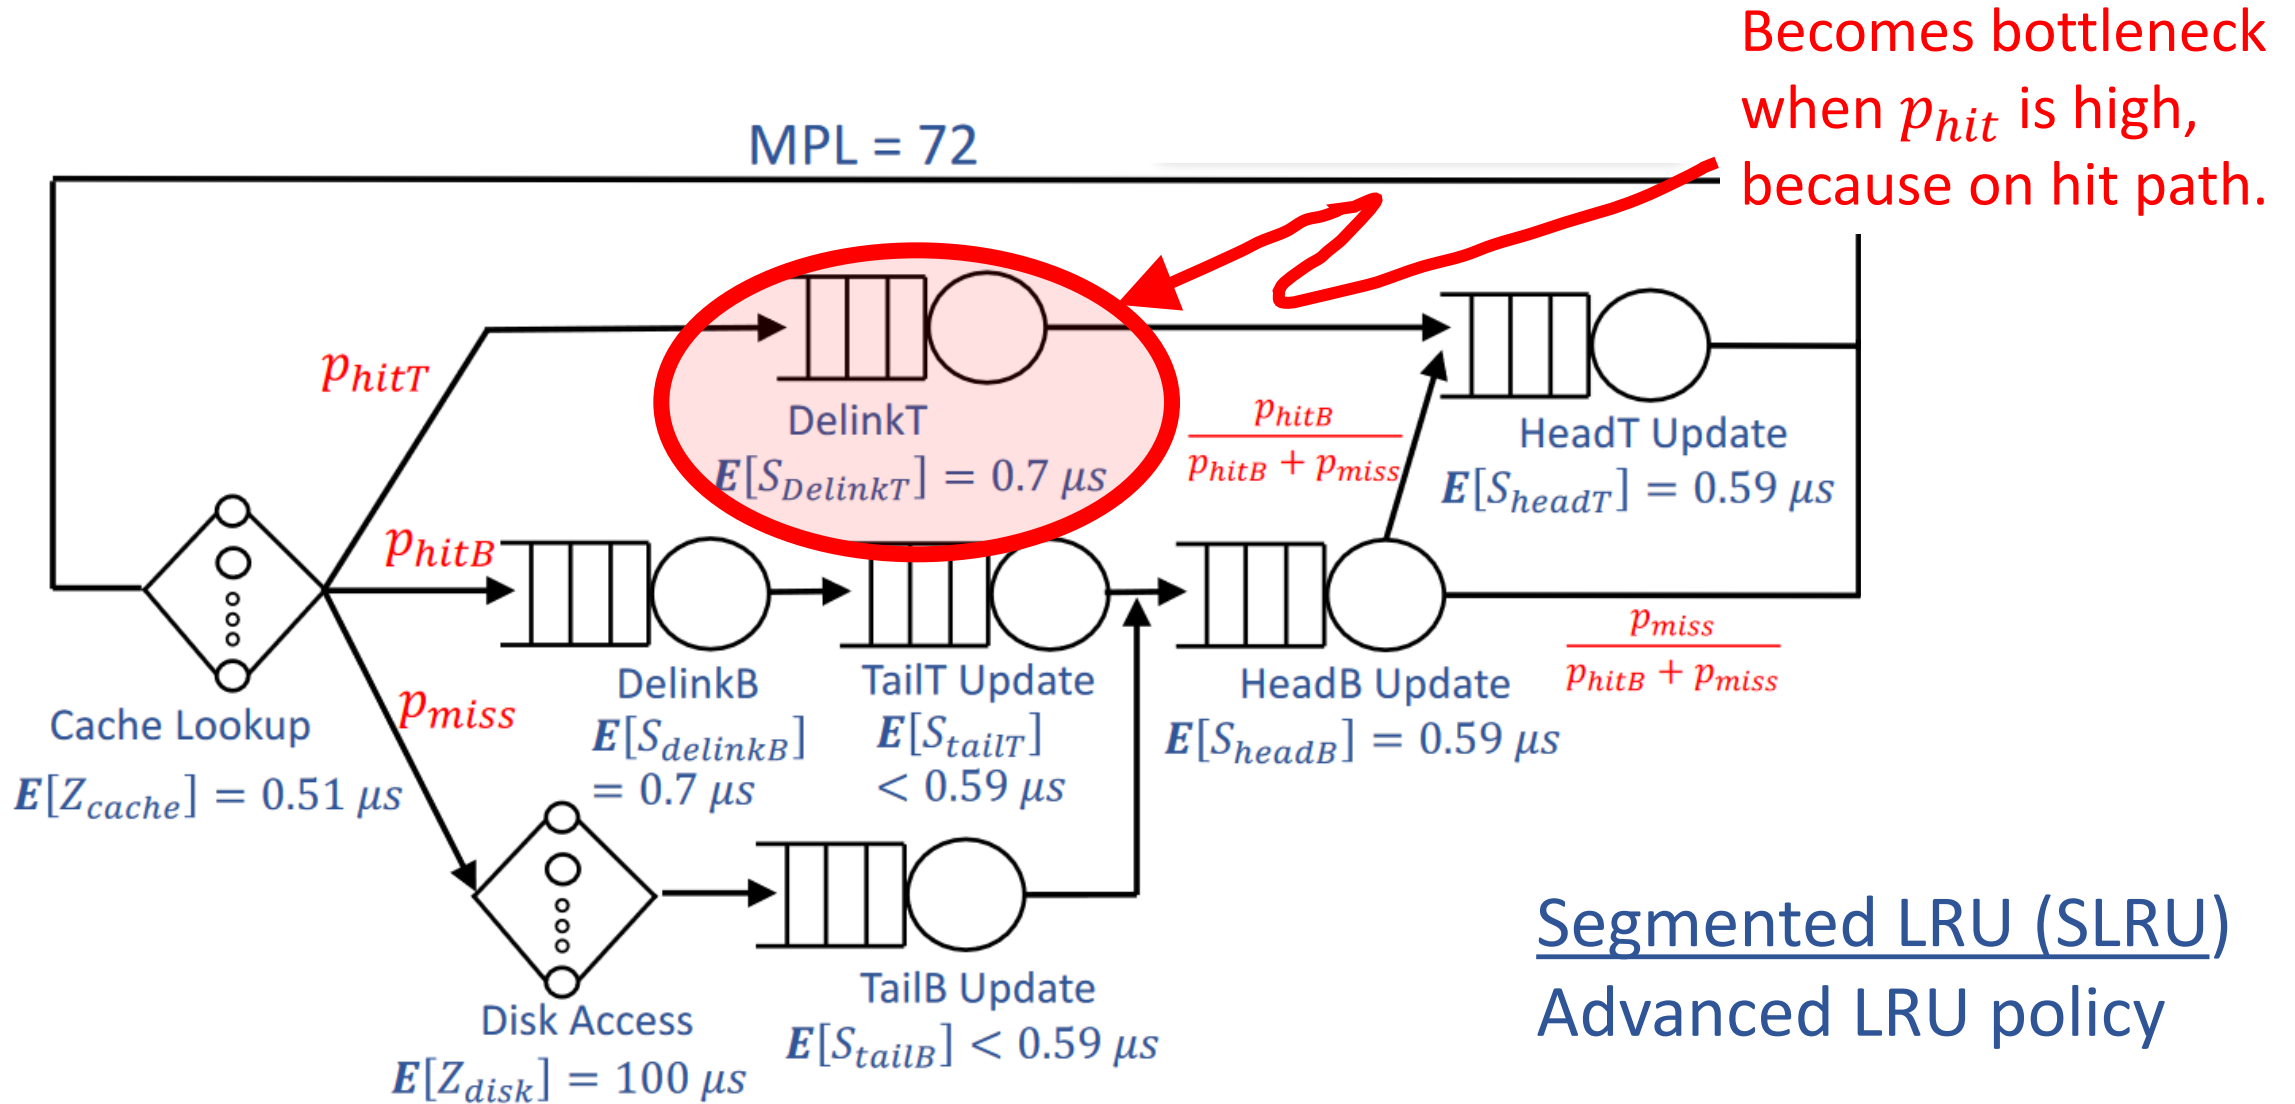 Becomes bottleneck
when p_hit is high,
because on hit path.
MPL = 72
p_hitT
DelinkT
E[S_DelinkT] = 0.7 μs
p_hitB
p_hitB + p_miss
HeadT Update
E[S_headT] = 0.59 μs
p_hitB
p_miss
Cache Lookup
E[Z_cache] = 0.51 μs
DelinkB
E[S_delinkB]
= 0.7 μs
TailT Update
E[S_tailT]
< 0.59 μs
HeadB Update
E[S_headB] = 0.59 μs
p_miss
p_hitB + p_miss
Disk Access
E[Z_disk] = 100 μs
TailB Update
E[S_tailB] < 0.59 μs
Segmented LRU (SLRU)
Advanced LRU policy